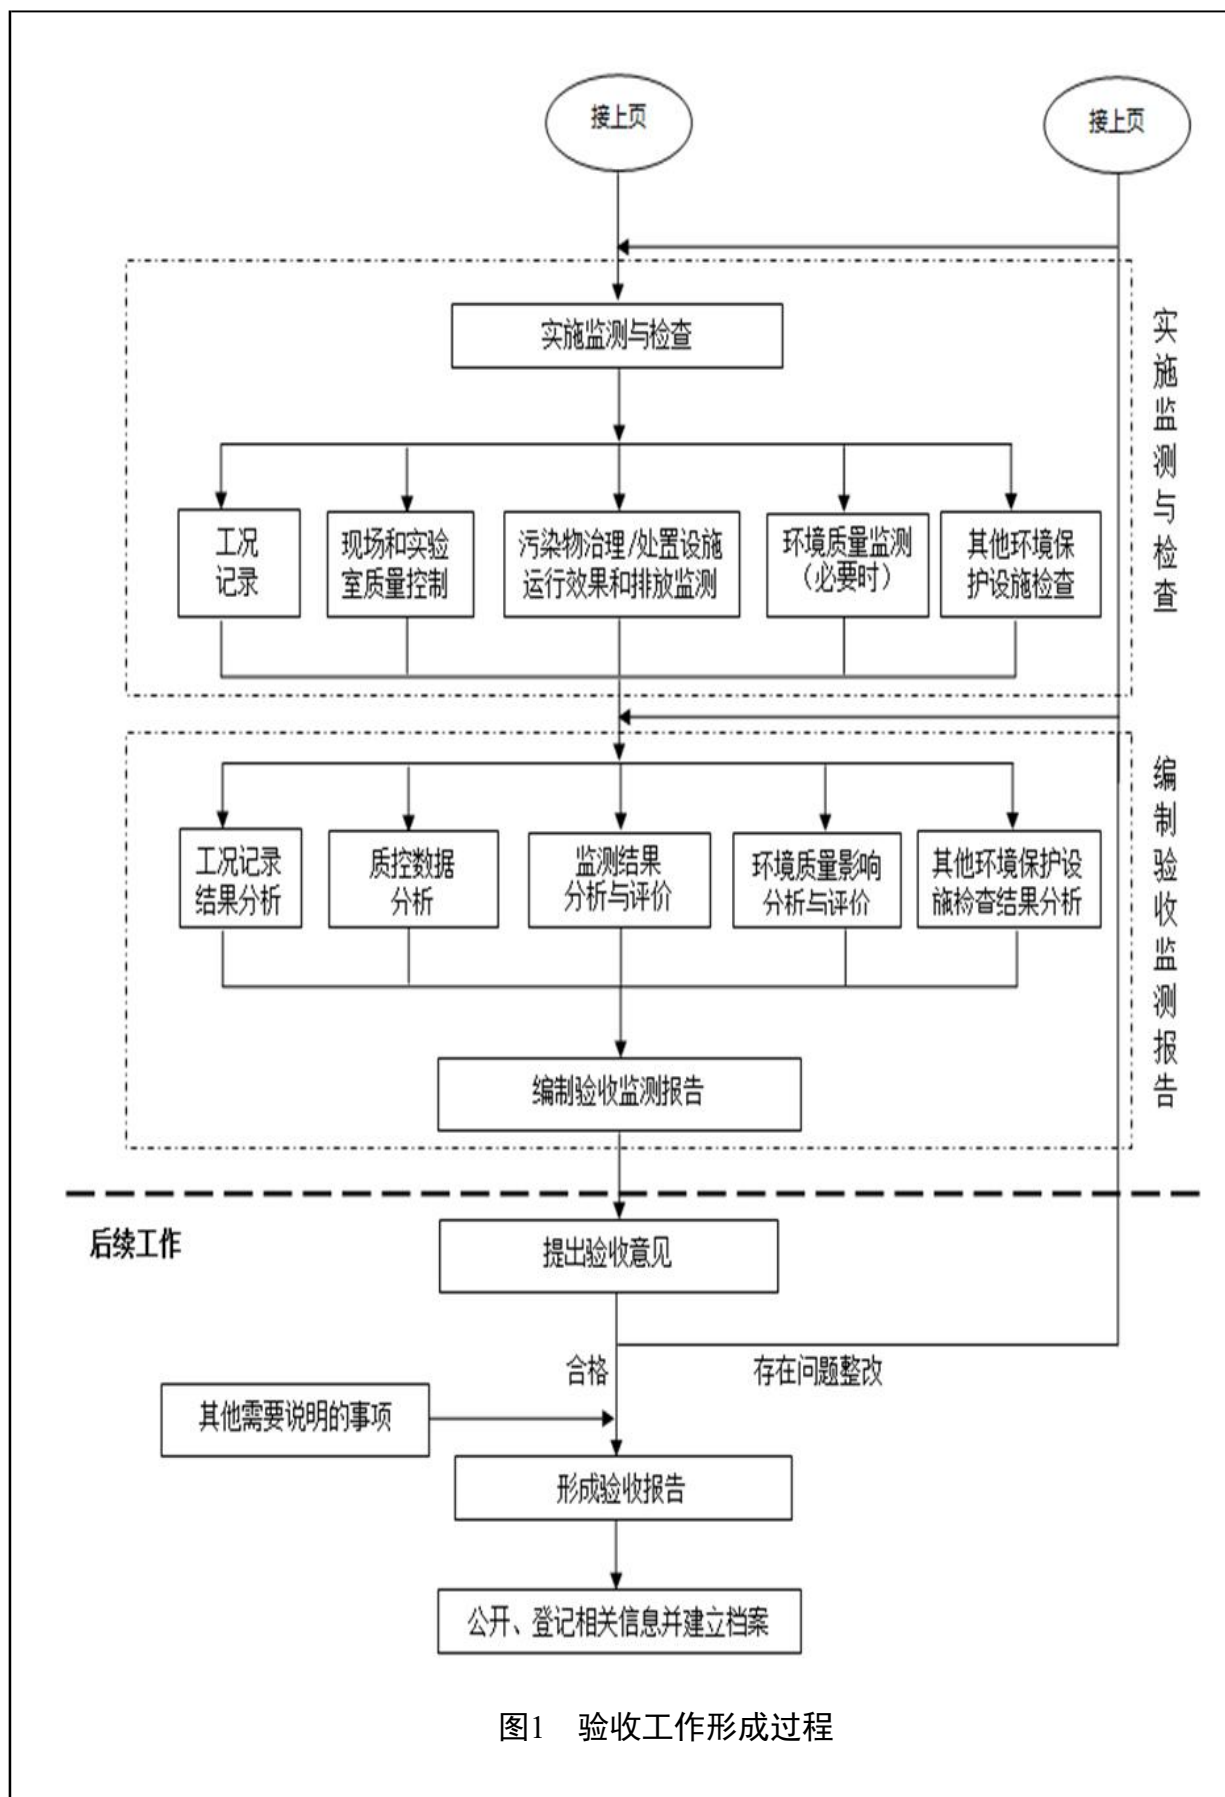 接上页
接上页
实施监测与检查
实施监测与检查
工况
记录
现场和实验
室质量控制
污染物治理/处置设施
运行效果和排放监测
环境质量监测
（必要时）
其他环境保
护设施检查
编制验收监测报告
工况记录
结果分析
质控数据
分析
监测结果
分析与评价
环境质量影响
分析与评价
其他环境保护设
施检查结果分析
编制验收监测报告
后续工作
提出验收意见
合格
存在问题整改
其他需要说明的事项
形成验收报告
公开、登记相关信息并建立档案
图1 验收工作形成过程